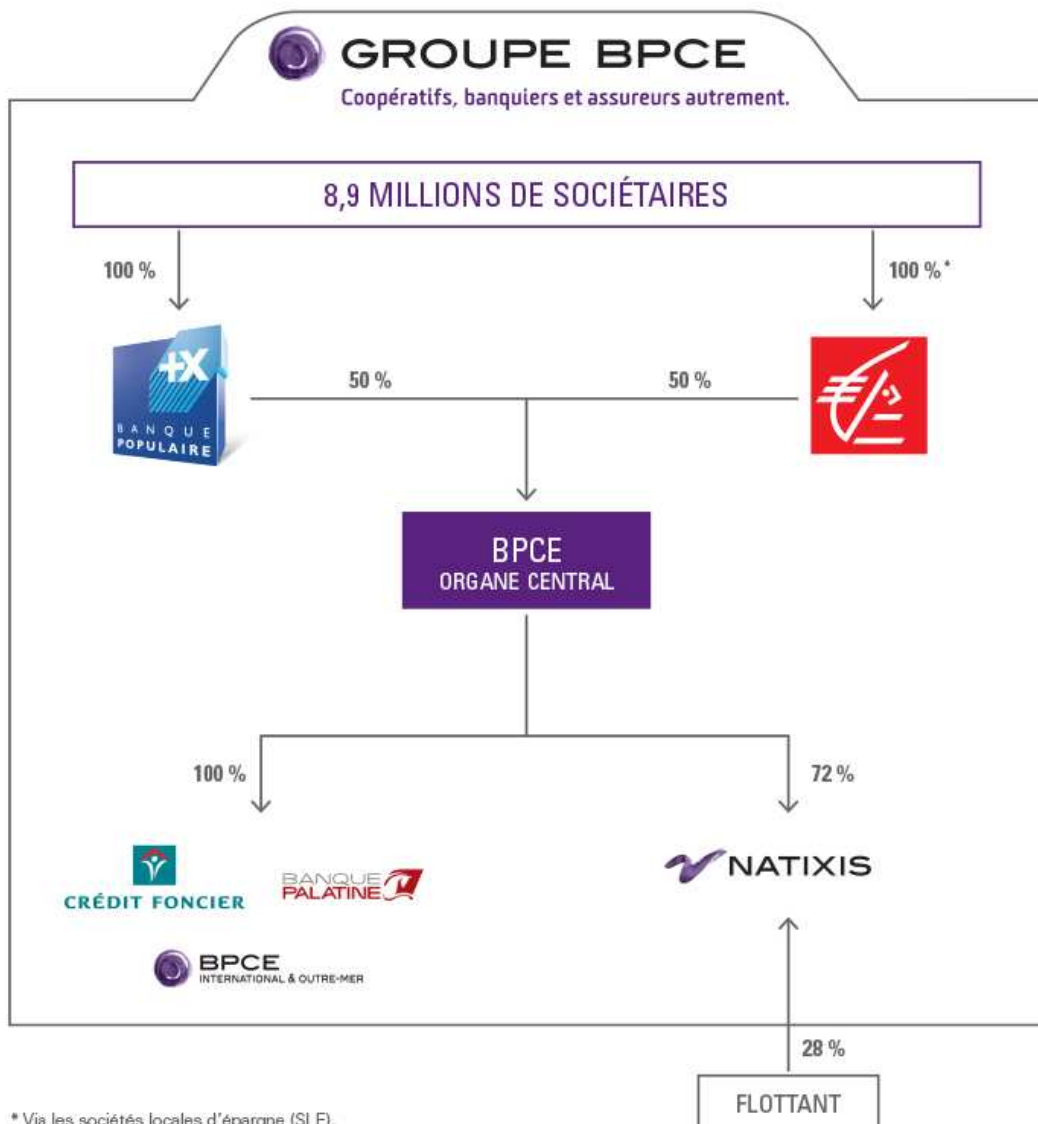 GROUPE BPCE
Coopératifs, banquiers et assureurs autrement.
8,9 MILLIONS DE SOCIÉTAIRES
100 %
100 %*
+X
BANQUE
POPULAIRE
50 %
50 %
BPCE
ORGANE CENTRAL
100 %
72 %
CRÉDIT FONCIER
BANQUE
PALATINE
NATIXIS
BPCE
INTERNATIONAL & OUTRE-MER
28 %
FLOTTANT
* Via les sociétés locales d'épargne (SLE).